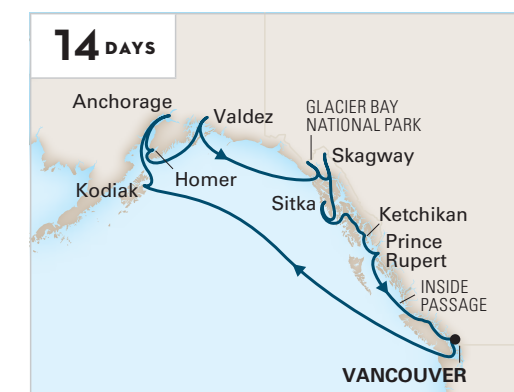 14 DAYS
Anchorage
Valdez
GLACIER BAY
NATIONAL PARK
Skagway
Homer
Kodiak
Sitka
Ketchikan
Prince
Rupert
INSIDE
PASSAGE
VANCOUVER